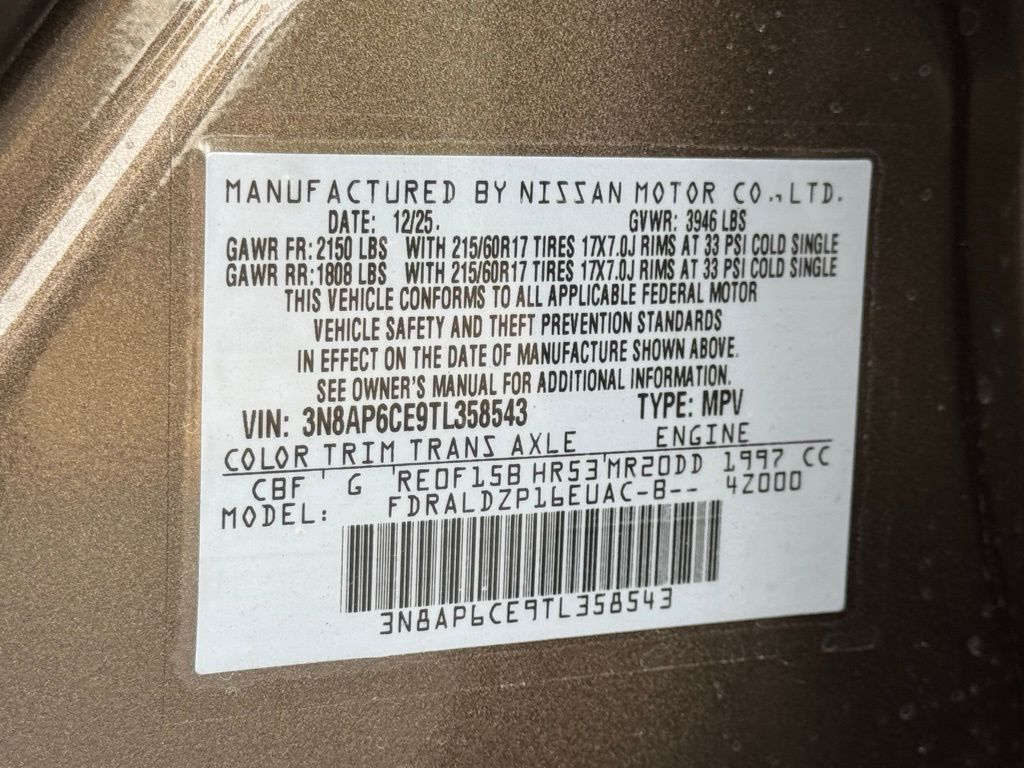 MANUFACTURED BY NISSAN MOTOR CO., LTD.
DATE: 12/25. GVWR: 3946 LBS
GAWR FR: 2150 LBS WITH 215/60R17 TIRES 17X7.0J RIMS AT 33 PSI COLD SINGLE
GAWR RR: 1808 LBS WITH 215/60R17 TIRES 17X7.0J RIMS AT 33 PSI COLD SINGLE
THIS VEHICLE CONFORMS TO ALL APPLICABLE FEDERAL MOTOR
VEHICLE SAFETY AND THEFT PREVENTION STANDARDS
IN EFFECT ON THE DATE OF MANUFACTURE SHOWN ABOVE.
SEE OWNER'S MANUAL FOR ADDITIONAL INFORMATION.
VIN: 3N8AP6CE9TL358543 TYPE: MPV
COLOR TRIM TRANS AXLE ENGINE
CBF G RE0F15B HR53 MR20DD 1997 CC
MODEL: FDRALDZP16EUAC-B-- 4Z000
3N8AP6CE9TL358543